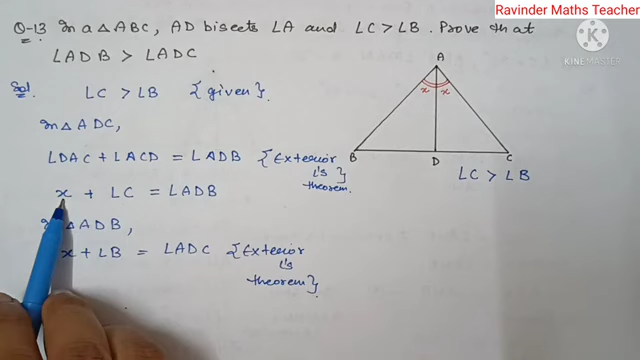 Ravinder Maths Teacher
KINEMASTER
Q-13 In a △ABC, AD bisects ∠A and ∠C > ∠B. Prove that
∠ADB > ∠ADC
Sol. ∠C > ∠B {given}.
In △ADC,
∠DAC + ∠ACD = ∠ADB {Exterior
∠'s
theorem}
x + ∠C = ∠ADB
△ADB,
x + ∠B = ∠ADC {Exterior
∠'s
theorem}.
A
x x
B D C
∠C > ∠B